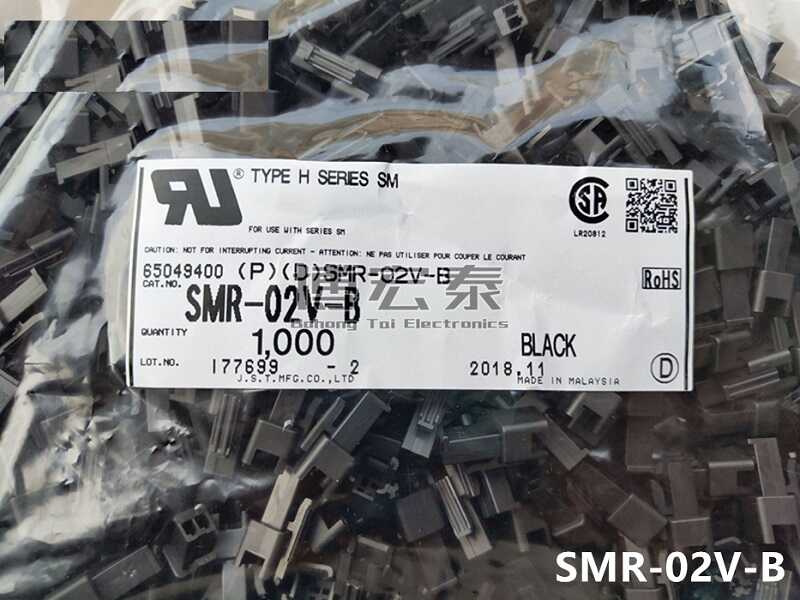 ® TYPE H SERIES SM
FOR USE WITH SERIES SM
LR20812
CAUTION: NOT FOR INTERRUPTING CURRENT - ATTENTION: NE PAS UTILISER POUR COUPER LE COURANT
65049400 (P)(D)SMR-02V-B
RoHS
CAT.NO. SMR-02V-B
博宏泰
Bohong Tai Electronics
QUANTITY 1,000 BLACK
LOT.NO. 177699 -2 2018.11
J.S.T.MFG.CO.,LTD MADE IN MALAYSIA
D
SMR-02V-B